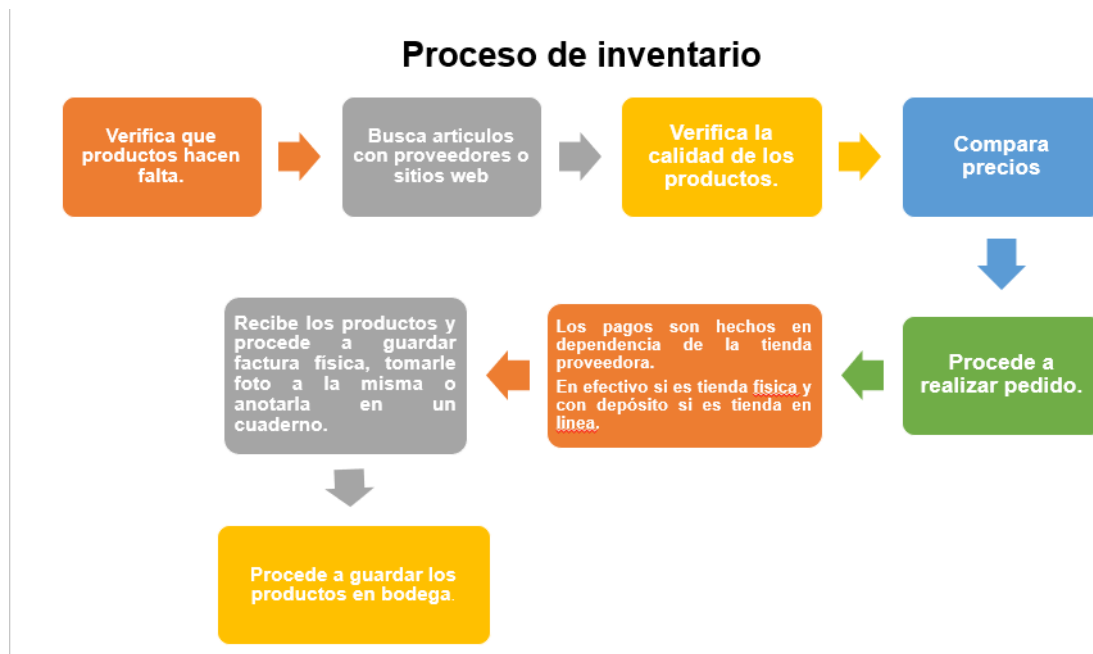 Proceso de inventario
Verifica que
productos hacen
falta.
Busca articulos
con proveedores o
sitios web
Verifica la
calidad de los
productos.
Compara
precios
Procede a
realizar pedido.
Los pagos son hechos en
dependencia de la tienda
proveedora.
En efectivo si es tienda fisica y
con depósito si es tienda en
linea.
Recibe los productos y
procede a guardar
factura física, tomarle
foto a la misma o
anotarla en un
cuaderno.
Procede a guardar los
productos en bodega.